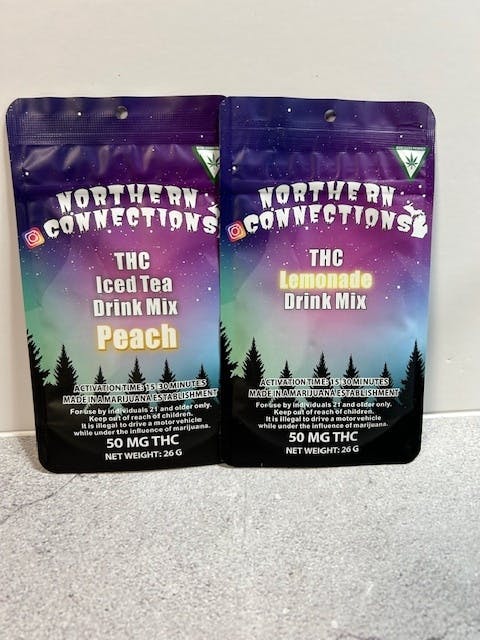 NORTHERN
CONNECTIONS
THC
Iced Tea
Drink Mix
Peach
ACTIVATION TIME: 15-30 MINUTES
MADE IN A MARIJUANA ESTABLISHMENT
For use by individuals 21 and older only.
Keep out of reach of children.
It is illegal to drive a motor vehicle
while under the influence of marijuana.
50 MG THC
NET WEIGHT: 26 G
NORTHERN
CONNECTIONS
THC
Lemonade
Drink Mix
ACTIVATION TIME: 15-30 MINUTES
MADE IN A MARIJUANA ESTABLISHMENT
For use by individuals 21 and older only.
Keep out of reach of children.
It is illegal to drive a motor vehicle
while under the influence of marijuana.
50 MG THC
NET WEIGHT: 26 G